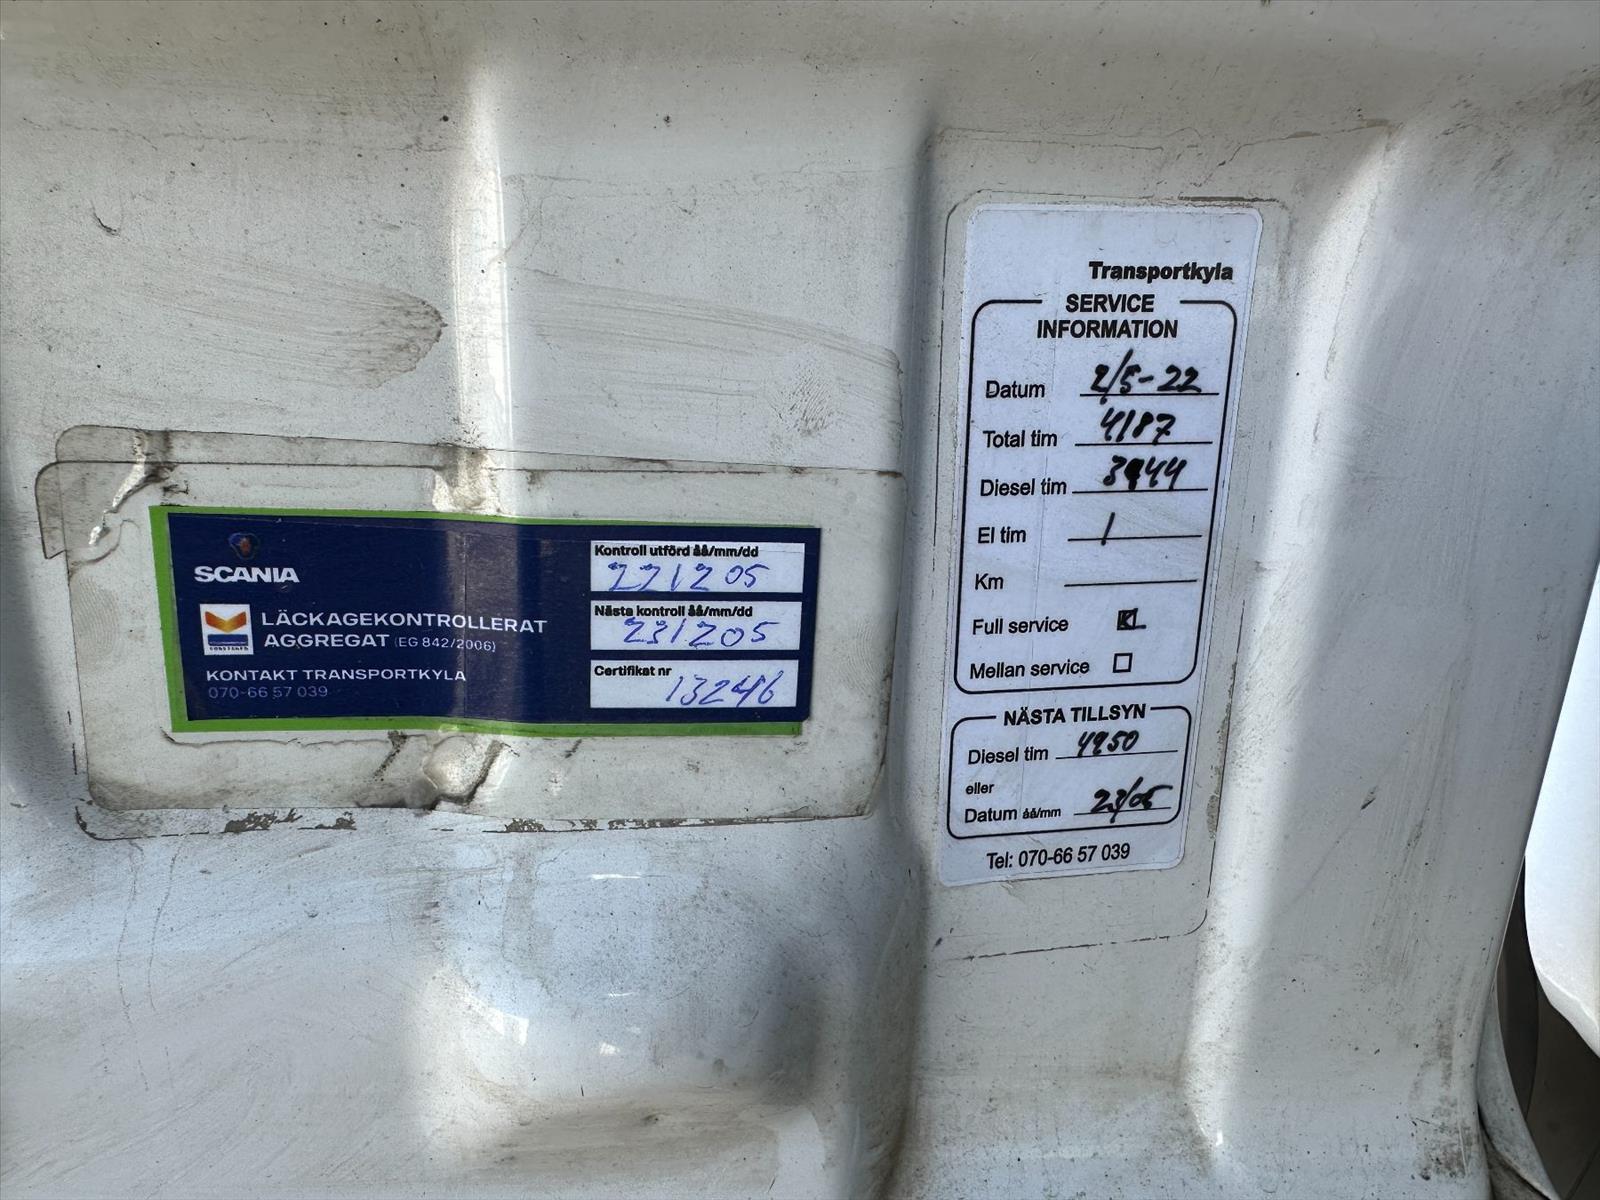 SCANIA
LÄCKAGEKONTROLLERAT
AGGREGAT (EG 842/2006)
KONTAKT TRANSPORTKYLA
070-66 57 039
Kontroll utförd åå/mm/dd
221205
Nästa kontroll åå/mm/dd
231205
Certifikat nr
13246
Transportkyla
SERVICE
INFORMATION
Datum 2/5-22
Total tim 4187
Diesel tim 3944
El tim /
Km
Full service
Mellan service
NÄSTA TILLSYN
Diesel tim 4950
eller
Datum åå/mm 23/05
Tel: 070-66 57 039